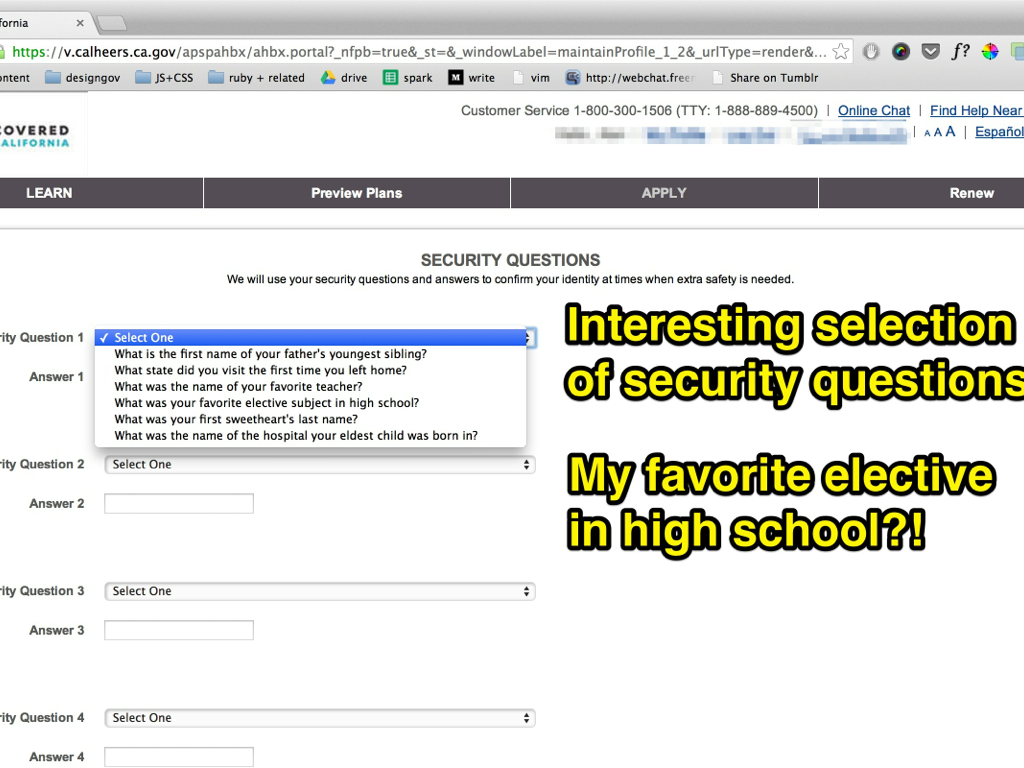 fornia
https://v.calheers.ca.gov/apspahbx/ahbx.portal?_nfpb=true&_st=&_windowLabel=maintainProfile_1_2&_urlType=render&...
f?
ontent designgov JS+CSS ruby + related drive spark M write vim http://webchat.freen Share on Tumblr
Customer Service 1-800-300-1506 (TTY: 1-888-889-4500) | Online Chat | Find Help Near
| A A A | Español
COVERED
CALIFORNIA
LEARN Preview Plans APPLY Renew
SECURITY QUESTIONS
We will use your security questions and answers to confirm your identity at times when extra safety is needed.
rity Question 1 ✓ Select One
What is the first name of your father's youngest sibling?
What state did you visit the first time you left home?
Answer 1
What was the name of your favorite teacher?
What was your favorite elective subject in high school?
What was your first sweetheart's last name?
What was the name of the hospital your eldest child was born in?
Interesting selection
of security questions
My favorite elective
in high school?!
rity Question 2 Select One
Answer 2
rity Question 3 Select One
Answer 3
rity Question 4 Select One
Answer 4